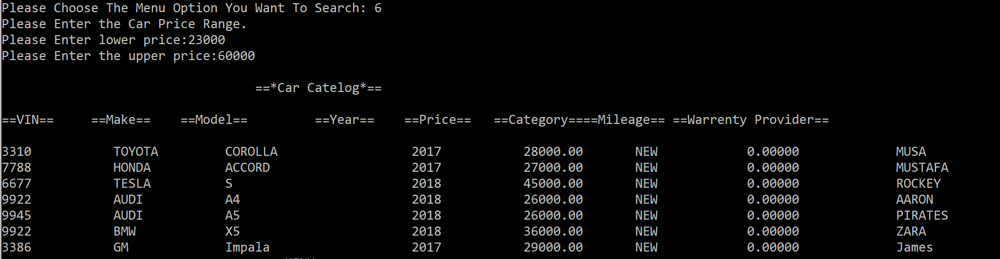 Please Choose The Menu Option You Want To Search: 6
Please Enter the Car Price Range.
Please Enter lower price:23000
Please Enter the upper price:60000
==*Car Catelog*==
==VIN== ==Make== ==Model== ==Year== ==Price== ==Category====Mileage== ==Warrenty Provider==
3310 TOYOTA COROLLA 2017 28000.00 NEW 0.00000 MUSA
7788 HONDA ACCORD 2017 27000.00 NEW 0.00000 MUSTAFA
6677 TESLA S 2018 45000.00 NEW 0.00000 ROCKEY
9922 AUDI A4 2018 26000.00 NEW 0.00000 AARON
9945 AUDI A5 2018 26000.00 NEW 0.00000 PIRATES
9922 BMW X5 2018 36000.00 NEW 0.00000 ZARA
3386 GM Impala 2017 29000.00 NEW 0.00000 James